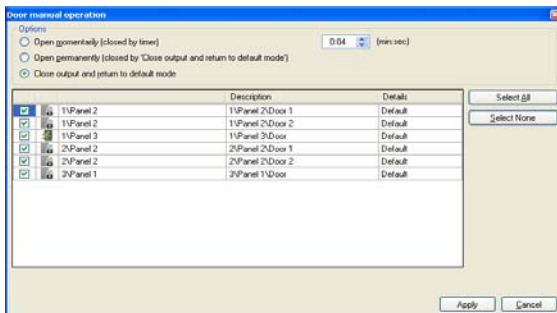 Door manual operation
Options
Open momentarily (closed by timer)
0:04 (min:sec)
Open permanently (closed by 'Close output and return to default mode')
Close output and return to default mode
Description Details
1\Panel 2 1\Panel 2\Door 1 Default
1\Panel 2 1\Panel 2\Door 2 Default
1\Panel 3 1\Panel 3\Door Default
2\Panel 2 2\Panel 2\Door 1 Default
2\Panel 2 2\Panel 2\Door 2 Default
3\Panel 1 3\Panel 1\Door Default
Select All
Select None
Apply Cancel